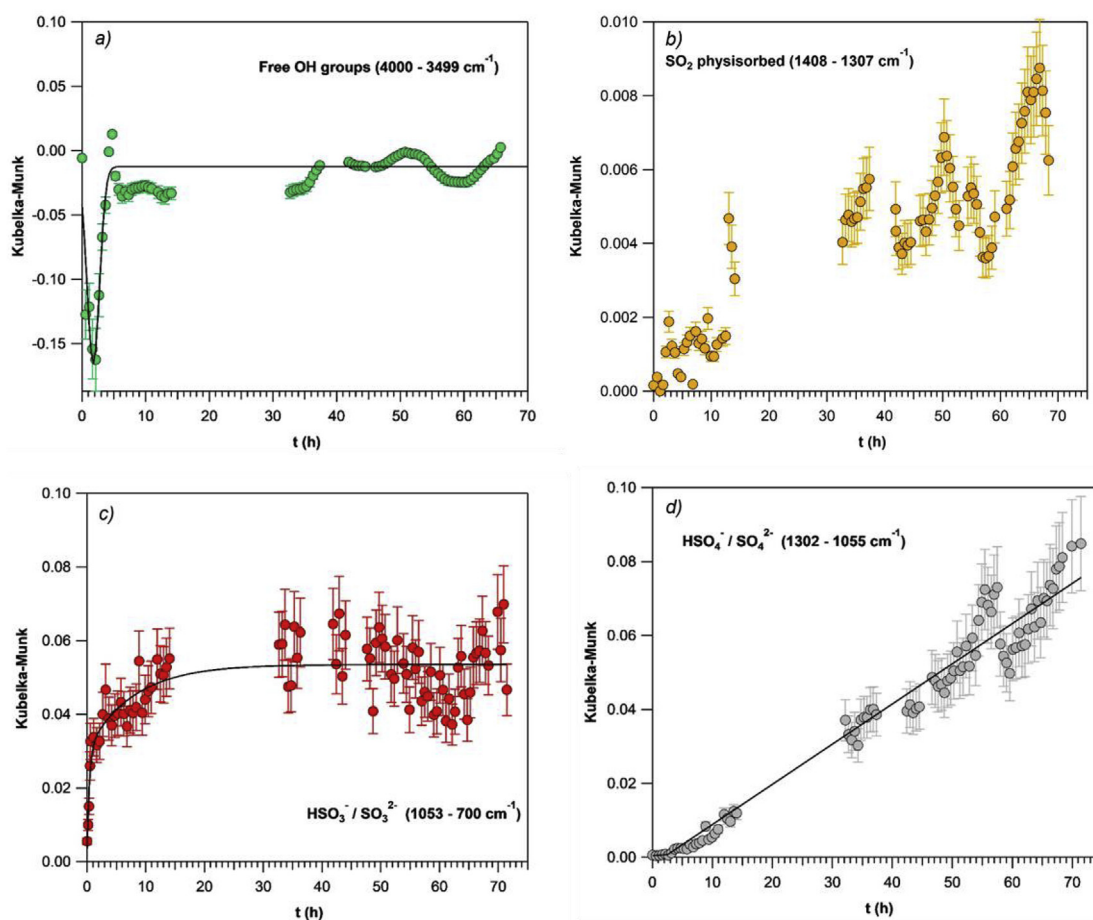 a)
Free OH groups (4000 - 3499 cm⁻¹)
Kubelka-Munk
0.10
0.05
0.00
-0.05
-0.10
-0.15
0 10 20 30 40 50 60 70
t (h)
b)
SO₂ physisorbed (1408 - 1307 cm⁻¹)
Kubelka-Munk
0.010
0.008
0.006
0.004
0.002
0.000
0 10 20 30 40 50 60 70
t (h)
c)
HSO₃⁻ / SO₃²⁻ (1053 - 700 cm⁻¹)
Kubelka-Munk
0.10
0.08
0.06
0.04
0.02
0.00
0 10 20 30 40 50 60 70
t (h)
d)
HSO₄⁻ / SO₄²⁻ (1302 - 1055 cm⁻¹)
Kubelka-Munk
0.10
0.08
0.06
0.04
0.02
0.00
0 10 20 30 40 50 60 70
t (h)